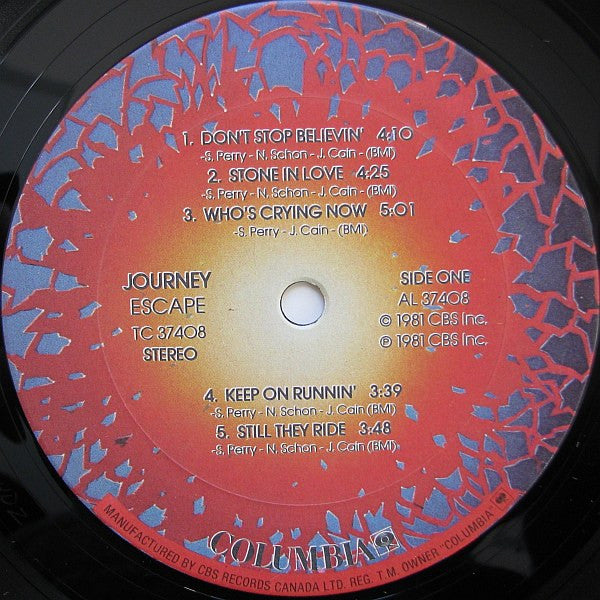 1. DON'T STOP BELIEVIN' 4:10
-S. Perry - N. Schon - J. Cain - (BMI)
2. STONE IN LOVE 4:25
-S. Perry - N. Schon - J. Cain - (BMI)
3. WHO'S CRYING NOW 5:01
-S. Perry - J. Cain - (BMI)
JOURNEY
ESCAPE
TC 37408
STEREO
SIDE ONE
AL 37408
© 1981 CBS Inc.
℗ 1981 CBS Inc.
4. KEEP ON RUNNIN' 3:39
-S. Perry - N. Schon - J. Cain (BMI)
5. STILL THEY RIDE 3:48
-S. Perry - N. Schon - J. Cain (BMI)
COLUMBIA
MANUFACTURED BY CBS RECORDS CANADA LTD. REG. T.M. OWNER "COLUMBIA"